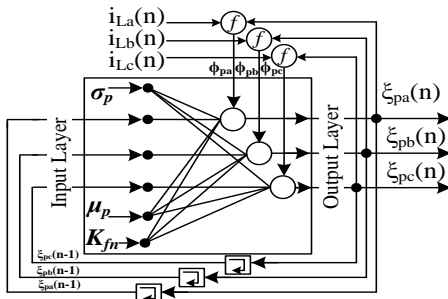 i_La(n)
i_Lb(n)
i_Lc(n)
f
f
f
ϕ_pa ϕ_pb ϕ_pc
σ_p
ξ_pa(n)
ξ_pb(n)
ξ_pc(n)
Input Layer
Output Layer
μ_p
K_fn
ξ_pc(n-1)
ξ_pb(n-1)
ξ_pa(n-1)